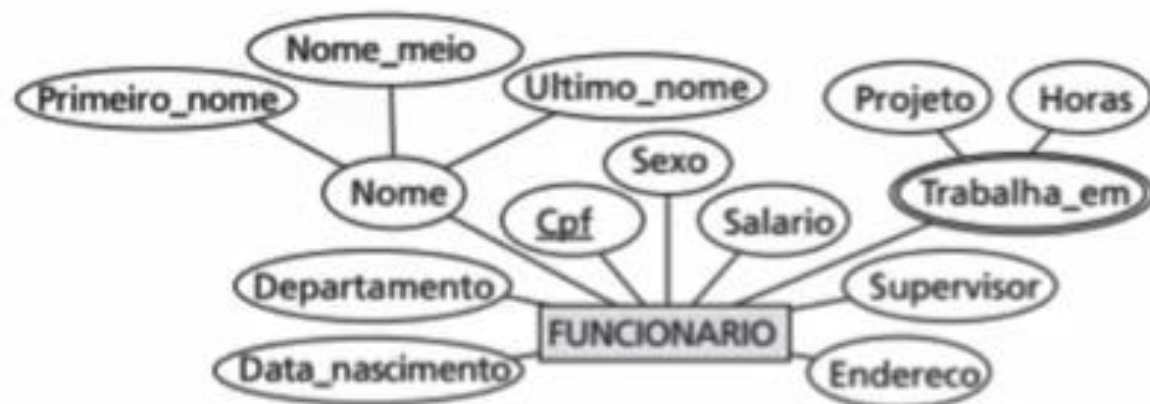 Nome_meio
Primeiro_nome
Ultimo_nome
Projeto
Horas
Nome
Sexo
Trabalha_em
Cpf
Salario
Departamento
Supervisor
FUNCIONARIO
Data_nascimento
Endereco